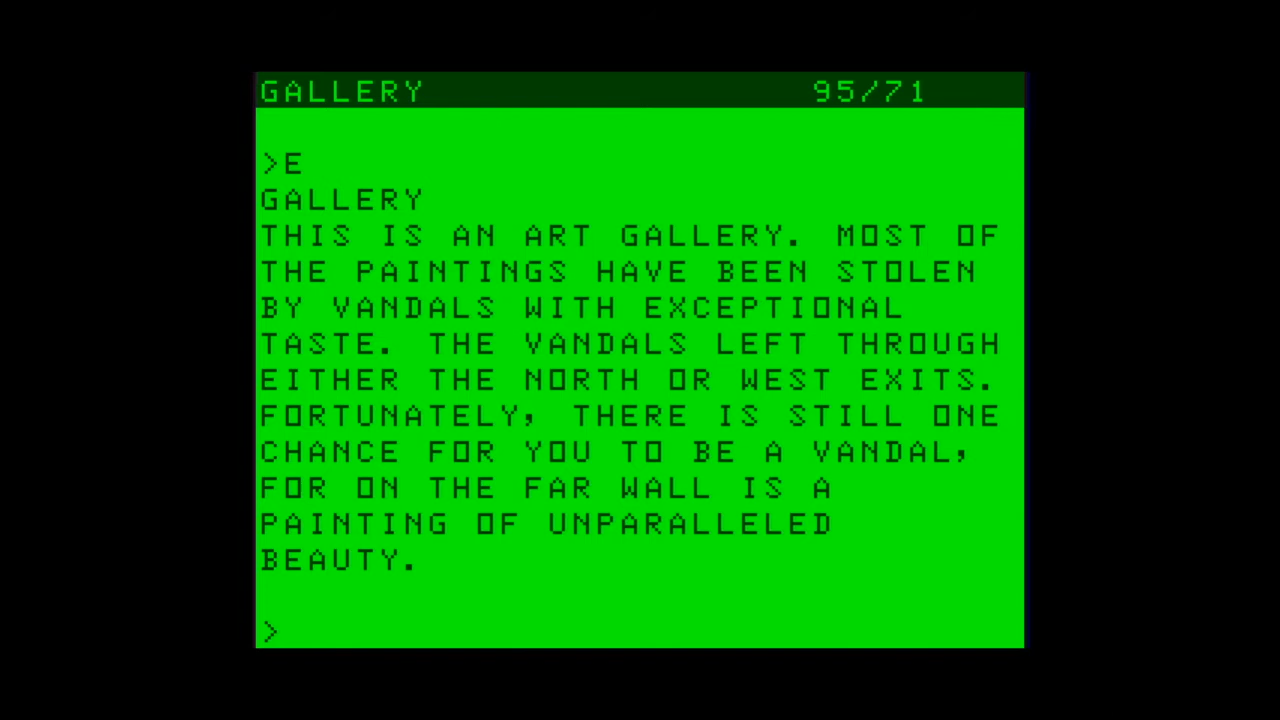 GALLERY 95/71
>E
GALLERY
THIS IS AN ART GALLERY. MOST OF
THE PAINTINGS HAVE BEEN STOLEN
BY VANDALS WITH EXCEPTIONAL
TASTE. THE VANDALS LEFT THROUGH
EITHER THE NORTH OR WEST EXITS.
FORTUNATELY, THERE IS STILL ONE
CHANCE FOR YOU TO BE A VANDAL,
FOR ON THE FAR WALL IS A
PAINTING OF UNPARALLELED
BEAUTY.
>